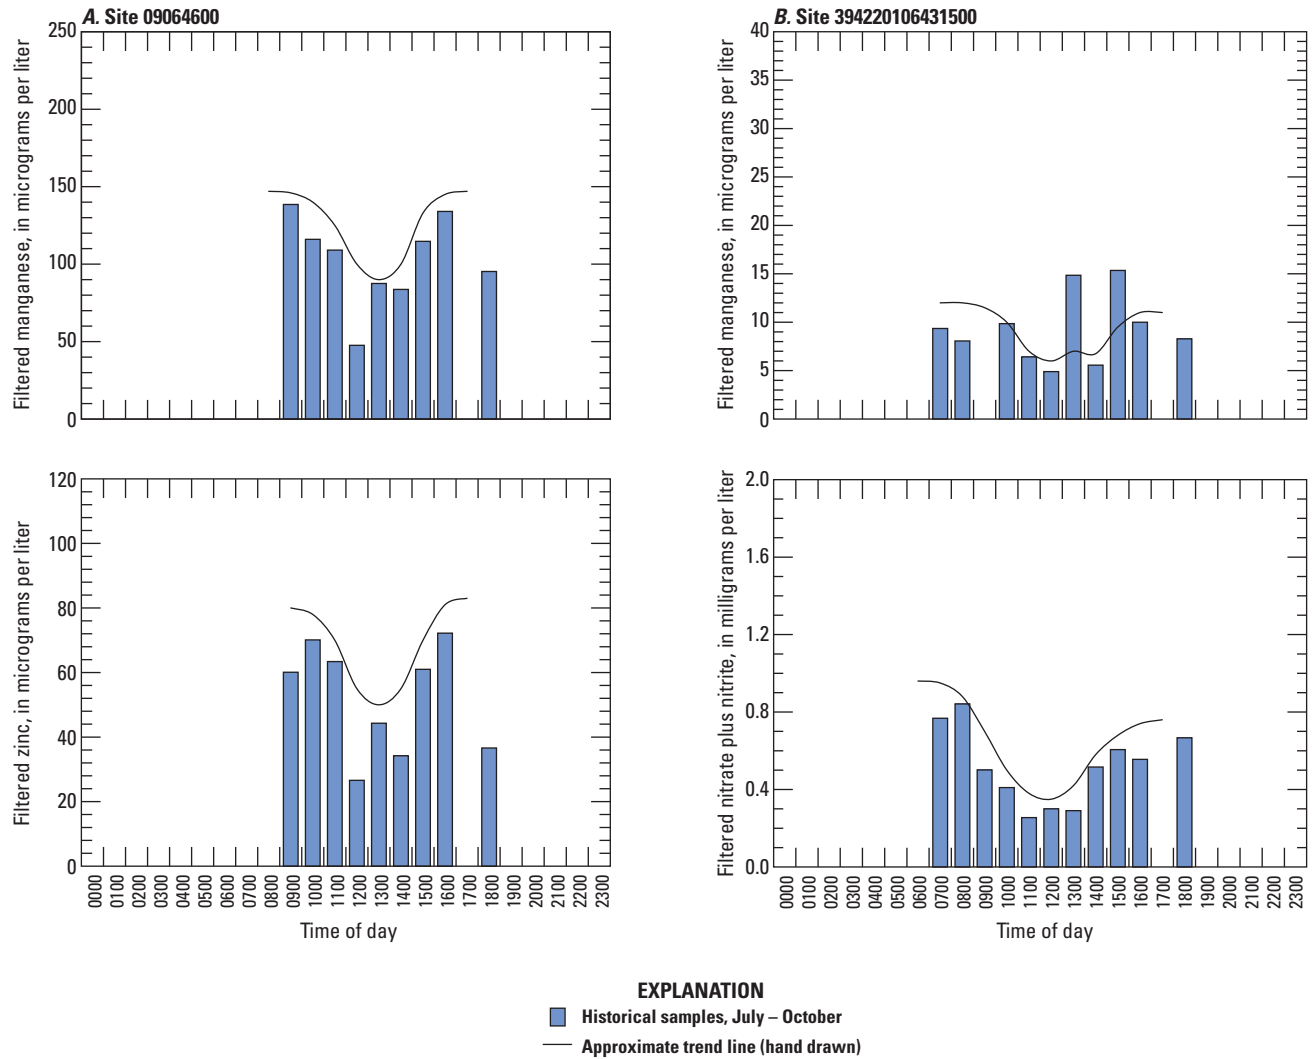 A. Site 09064600
Filtered manganese, in micrograms per liter
250
200
150
100
50
0
B. Site 394220106431500
Filtered manganese, in micrograms per liter
40
35
30
25
20
15
10
5
0
Filtered zinc, in micrograms per liter
120
100
80
60
40
20
0
0000 0100 0200 0300 0400 0500 0600 0700 0800 0900 1000 1100 1200 1300 1400 1500 1600 1700 1800 1900 2000 2100 2200 2300
Time of day
Filtered nitrate plus nitrite, in milligrams per liter
2.0
1.6
1.2
0.8
0.4
0.0
0000 0100 0200 0300 0400 0500 0600 0700 0800 0900 1000 1100 1200 1300 1400 1500 1600 1700 1800 1900 2000 2100 2200 2300
Time of day
EXPLANATION
Historical samples, July – October
Approximate trend line (hand drawn)